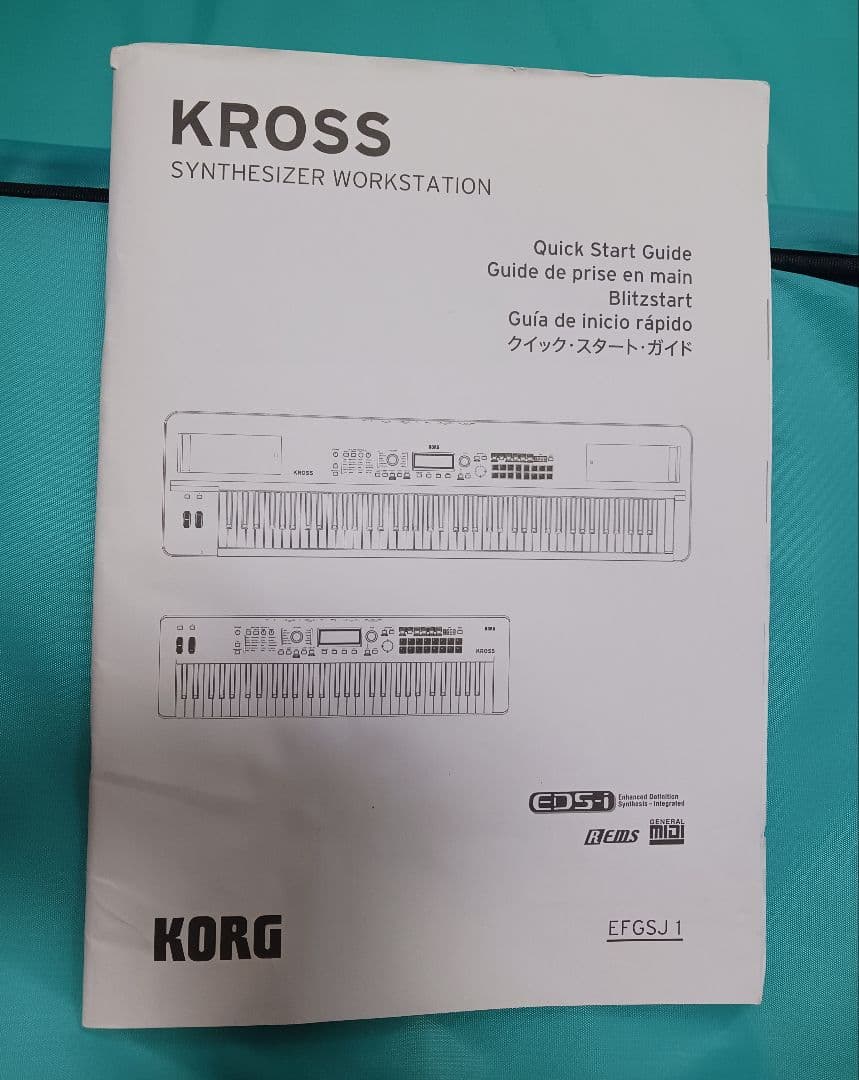 KROSS
SYNTHESIZER WORKSTATION
Quick Start Guide
Guide de prise en main
Blitzstart
Guía de inicio rápido
クイック・スタート・ガイド
KORG
KROSS
KORG
KROSS
EDS-i Enhanced Definition
Synthesis - Integrated
REMS
GENERAL
MIDI
KORG
EFGSJ 1